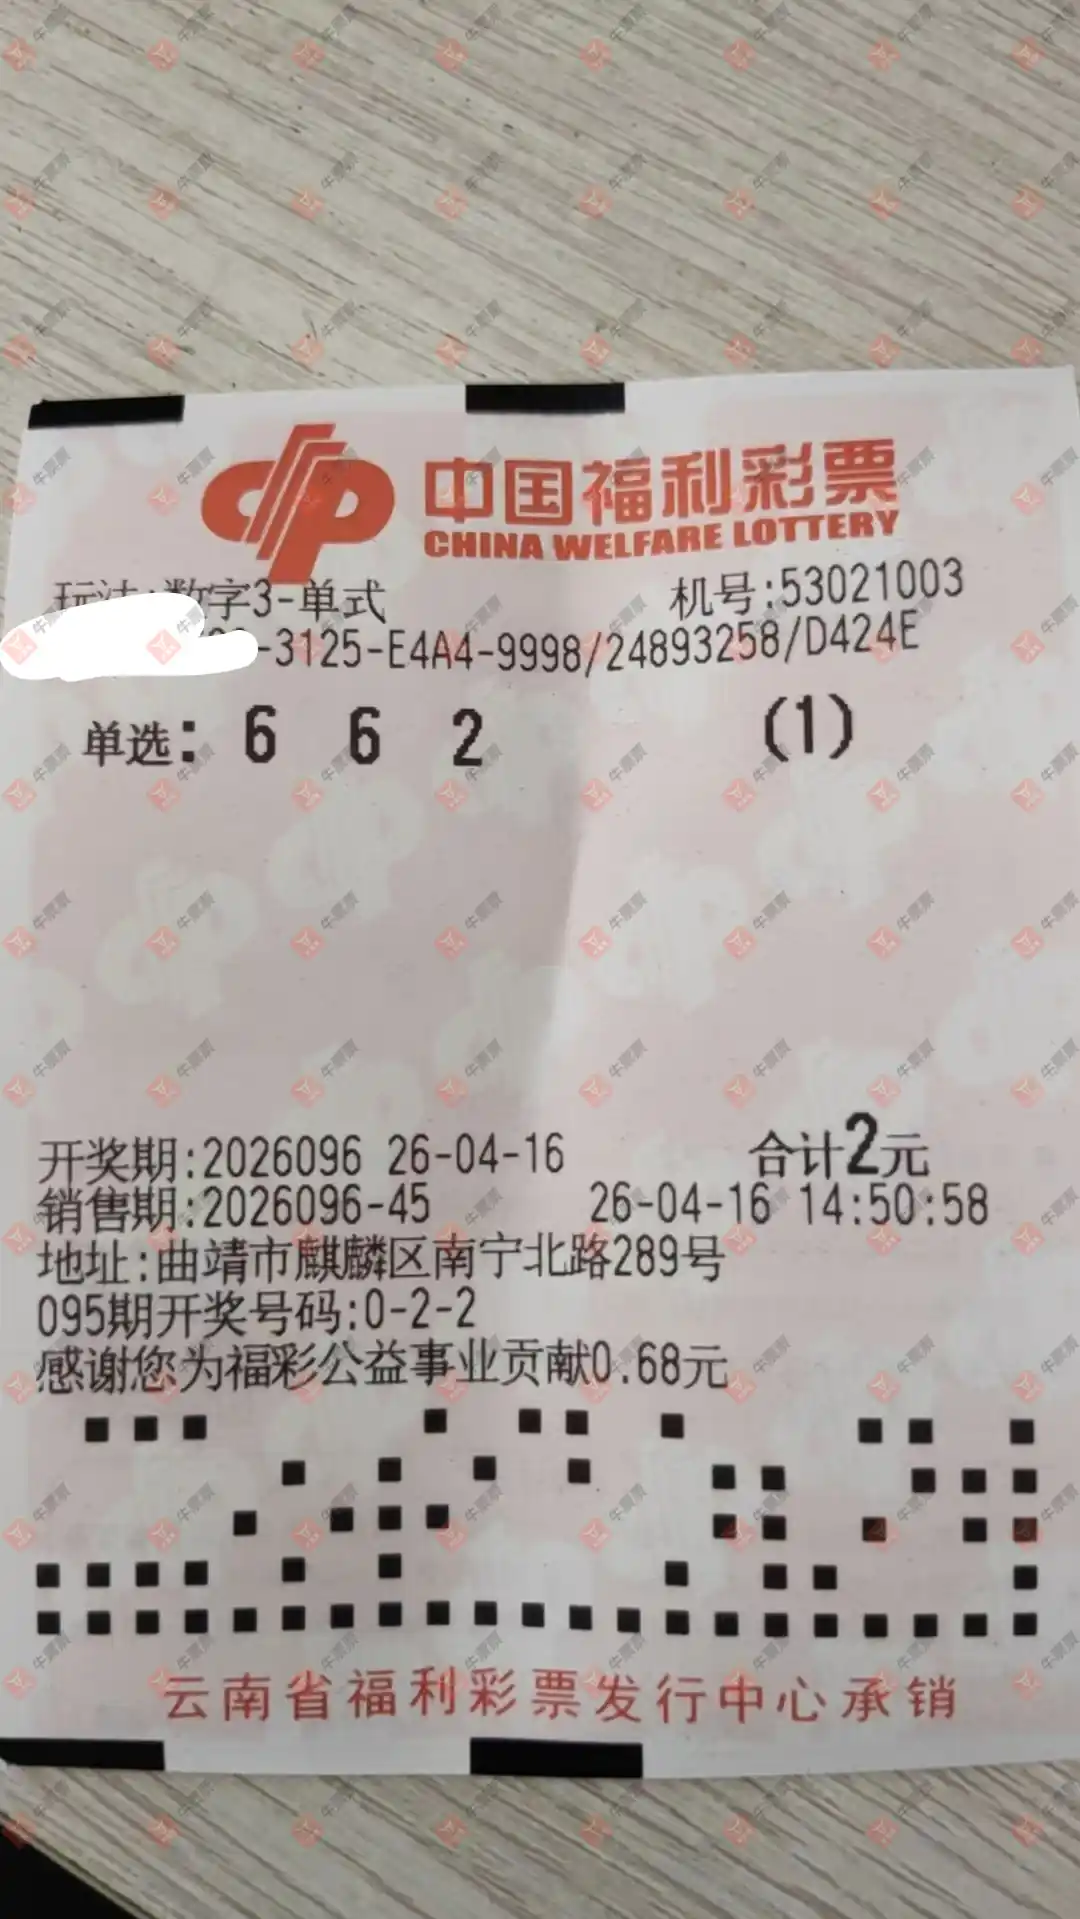 中国福利彩票
CHINA WELFARE LOTTERY
玩法:数字3-单式 机号:53021003
-3125-E4A4-9998/24893258/D424E
单选: 6 6 2 (1)
开奖期:2026096 26-04-16 合计2元
销售期:2026096-45 26-04-16 14:50:58
地址:曲靖市麒麟区南宁北路289号
095期开奖号码:0-2-2
感谢您为福彩公益事业贡献0.68元
云南省福利彩票发行中心承销
牛票票